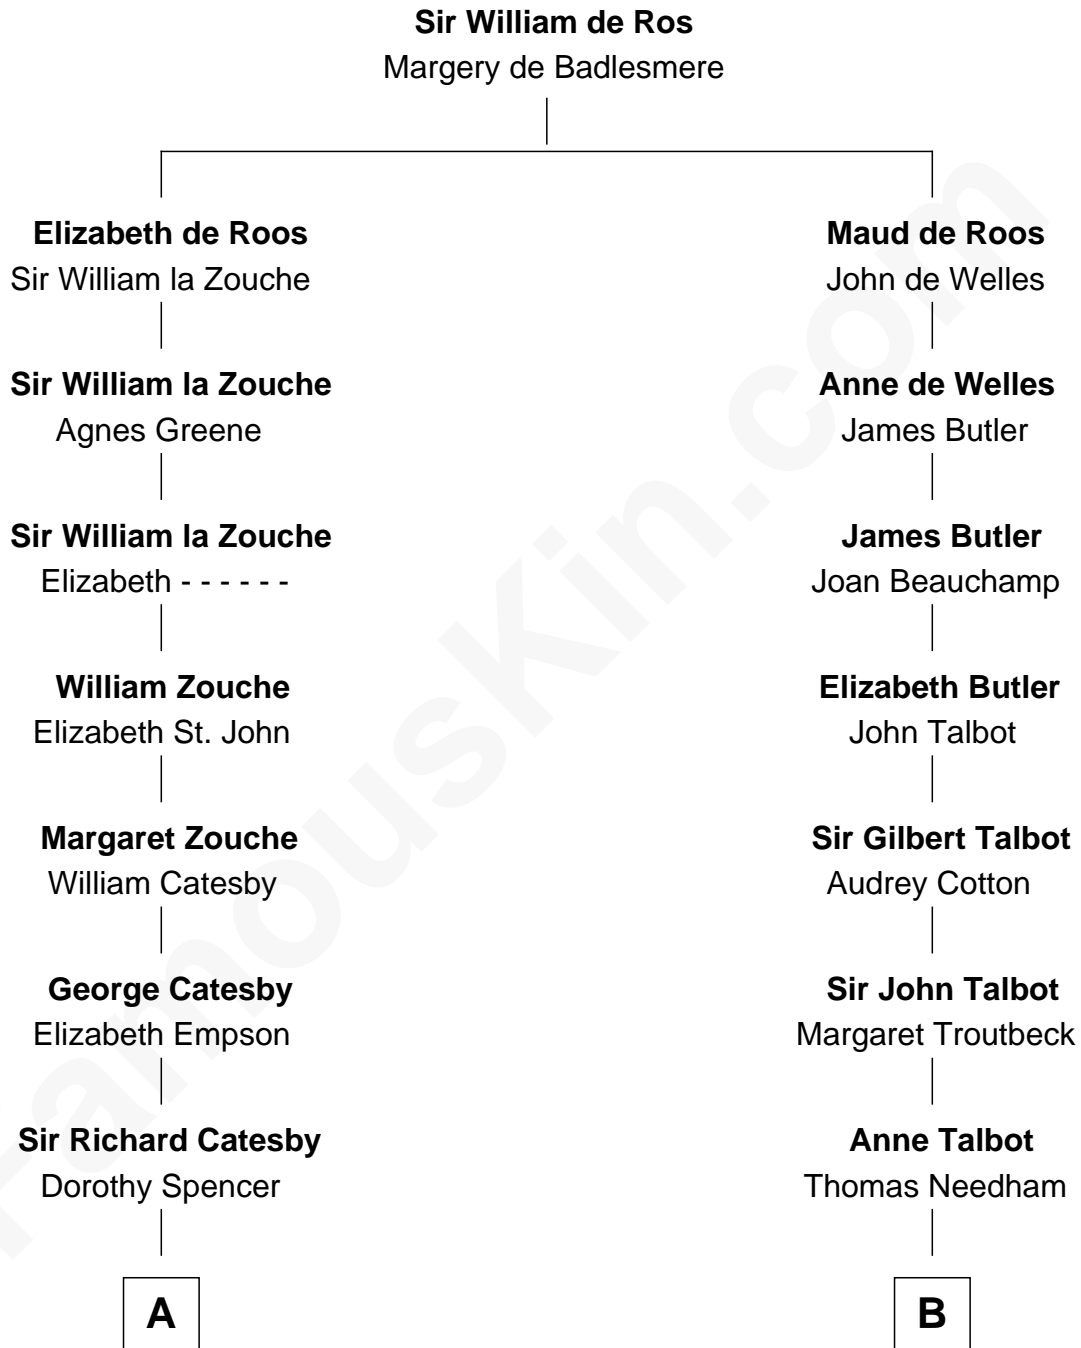 Sir William de Ros
Margery de Badlesmere
Elizabeth de Roos
Sir William la Zouche
Maud de Roos
John de Welles
Sir William la Zouche
Agnes Greene
Anne de Welles
James Butler
Sir William la Zouche
Elizabeth - - - - - -
James Butler
Joan Beauchamp
William Zouche
Elizabeth St. John
Elizabeth Butler
John Talbot
Margaret Zouche
William Catesby
Sir Gilbert Talbot
Audrey Cotton
George Catesby
Elizabeth Empson
Sir John Talbot
Margaret Troutbeck
Sir Richard Catesby
Dorothy Spencer
Anne Talbot
Thomas Needham
A
B
FamousKin.com